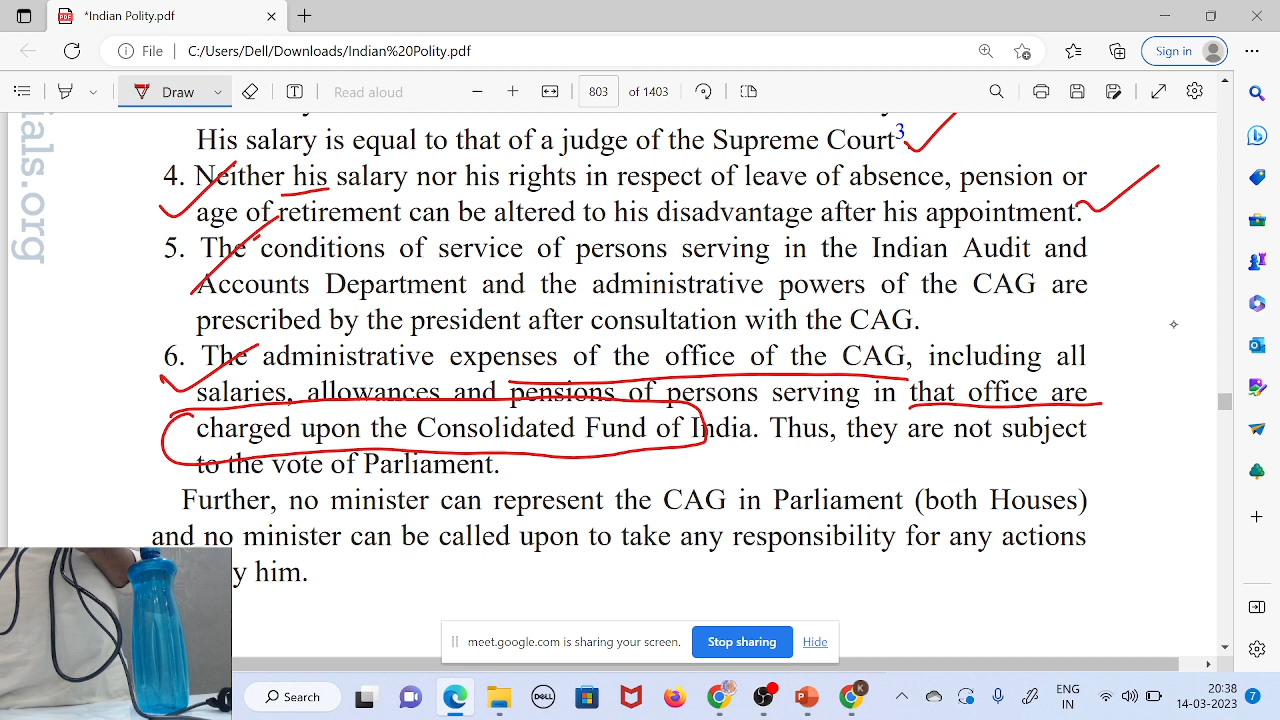 *Indian Polity.pdf
File C:/Users/Dell/Downloads/Indian%20Polity.pdf
Sign in
Draw
Read aloud
803 of 1403
ials.org
His salary is equal to that of a judge of the Supreme Court3.
4. Neither his salary nor his rights in respect of leave of absence, pension or
age of retirement can be altered to his disadvantage after his appointment.
5. The conditions of service of persons serving in the Indian Audit and
Accounts Department and the administrative powers of the CAG are
prescribed by the president after consultation with the CAG.
6. The administrative expenses of the office of the CAG, including all
salaries, allowances and pensions of persons serving in that office are
charged upon the Consolidated Fund of India. Thus, they are not subject
to the vote of Parliament.
Further, no minister can represent the CAG in Parliament (both Houses)
and no minister can be called upon to take any responsibility for any actions
y him.
meet.google.com is sharing your screen. Stop sharing Hide
Search
DELL
K
ENG
IN
20:38
14-03-2023
7